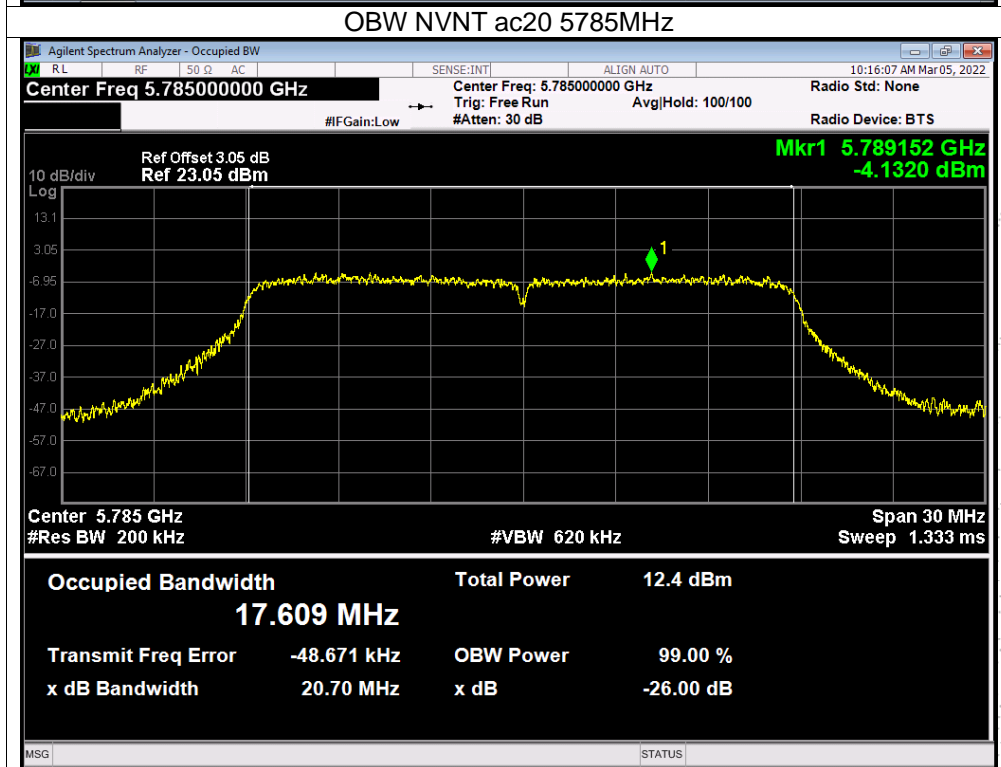 OBW NVNT ac20 5785MHz
Agilent Spectrum Analyzer - Occupied BW
LXI RL RF 50 Ω AC SENSE:INT ALIGN AUTO 10:16:07 AM Mar 05, 2022
Center Freq 5.785000000 GHz Center Freq: 5.785000000 GHz Radio Std: None
Trig: Free Run Avg|Hold: 100/100
#IFGain:Low #Atten: 30 dB Radio Device: BTS
Ref Offset 3.05 dB Mkr1 5.789152 GHz
10 dB/div Ref 23.05 dBm -4.1320 dBm
Log
13.1
1
3.05
-6.95
-17.0
-27.0
-37.0
-47.0
-57.0
-67.0
Center 5.785 GHz Span 30 MHz
#Res BW 200 kHz #VBW 620 kHz Sweep 1.333 ms
Occupied Bandwidth Total Power 12.4 dBm
17.609 MHz
Transmit Freq Error -48.671 kHz OBW Power 99.00 %
x dB Bandwidth 20.70 MHz x dB -26.00 dB
MSG STATUS